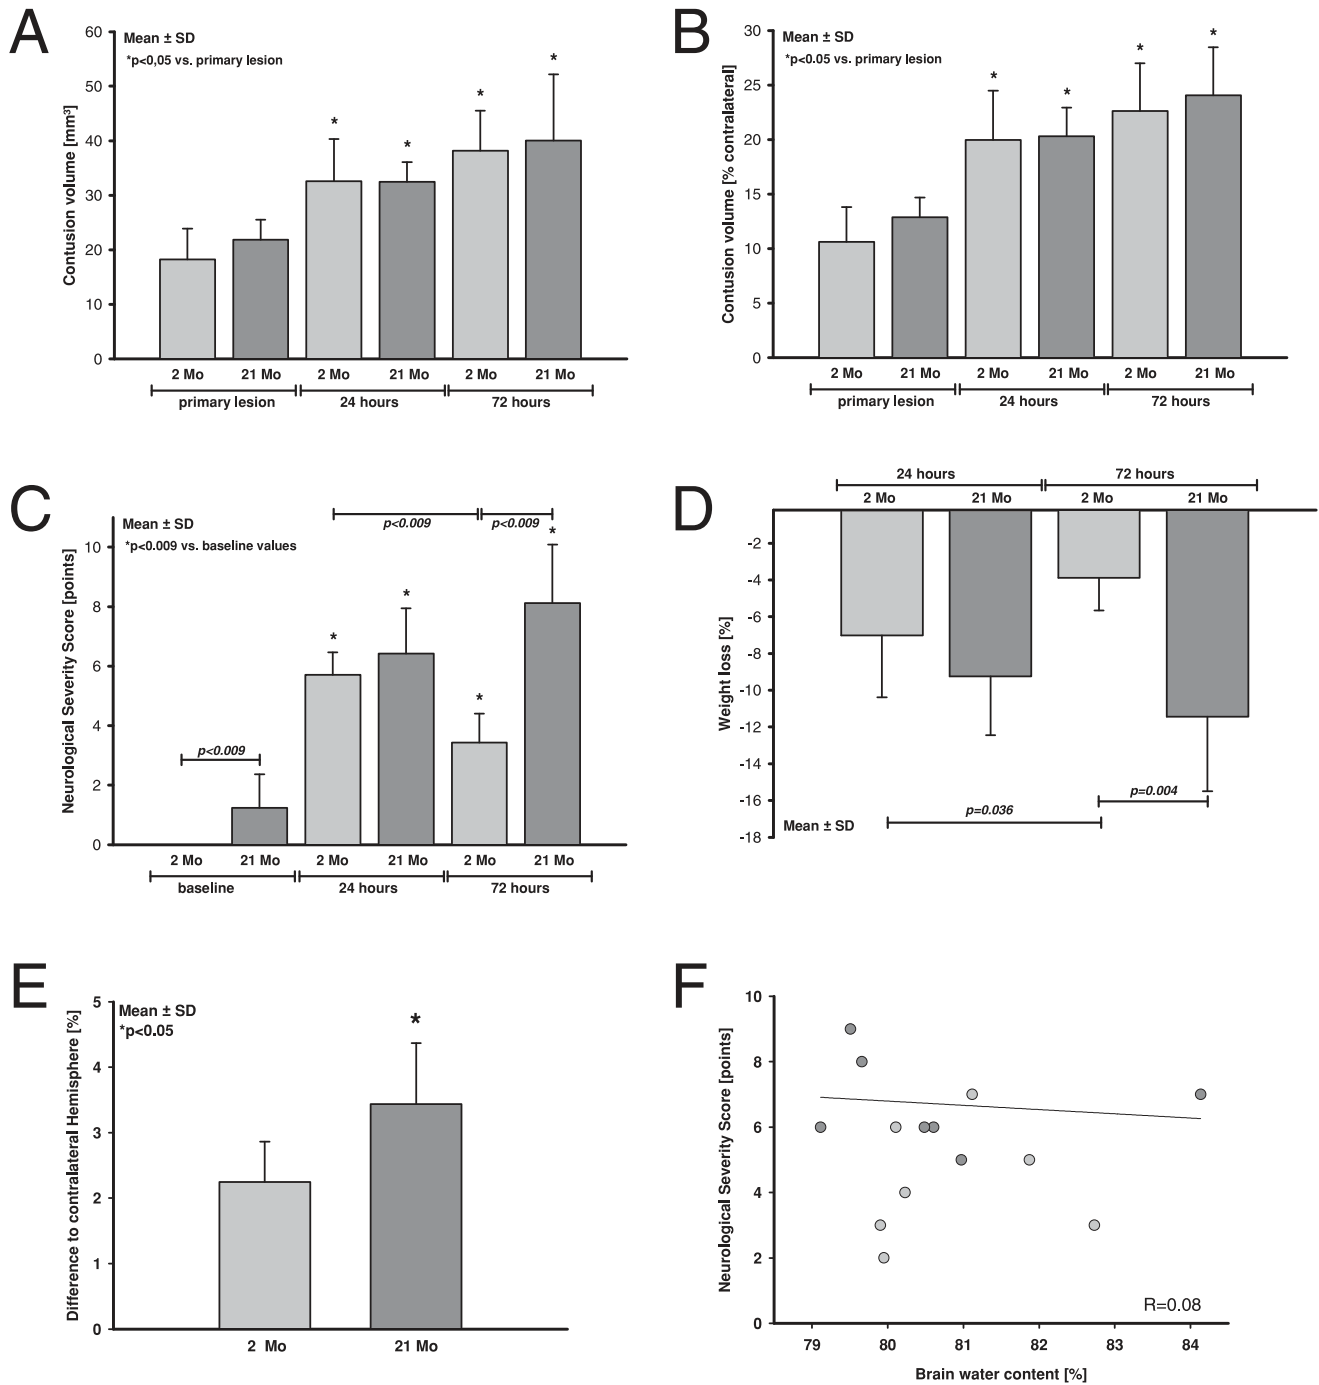 A
Mean ± SD
*p<0,05 vs. primary lesion
Contusion volume [mm³]
60
50
40
30
20
10
0
* * * *
2 Mo 21 Mo 2 Mo 21 Mo 2 Mo 21 Mo
primary lesion 24 hours 72 hours
B
Mean ± SD
*p<0.05 vs. primary lesion
Contusion volume [% contralateral]
30
25
20
15
10
5
0
* * * *
2 Mo 21 Mo 2 Mo 21 Mo 2 Mo 21 Mo
primary lesion 24 hours 72 hours
C
Mean ± SD
*p<0.009 vs. baseline values
Neurological Severity Score [points]
10
8
6
4
2
0
p<0.009 p<0.009
p<0.009
* * * *
2 Mo 21 Mo 2 Mo 21 Mo 2 Mo 21 Mo
baseline 24 hours 72 hours
D
24 hours 72 hours
2 Mo 21 Mo 2 Mo 21 Mo
Weight loss [%]
-2
-4
-6
-8
-10
-12
-14
-16
-18
p=0.004
p=0.036
Mean ± SD
E
Mean ± SD
*p<0.05
Difference to contralateral Hemisphere [%]
5
4
3
2
1
0
*
2 Mo 21 Mo
F
Neurological Severity Score [points]
10
8
6
4
2
0
R=0.08
79 80 81 82 83 84
Brain water content [%]